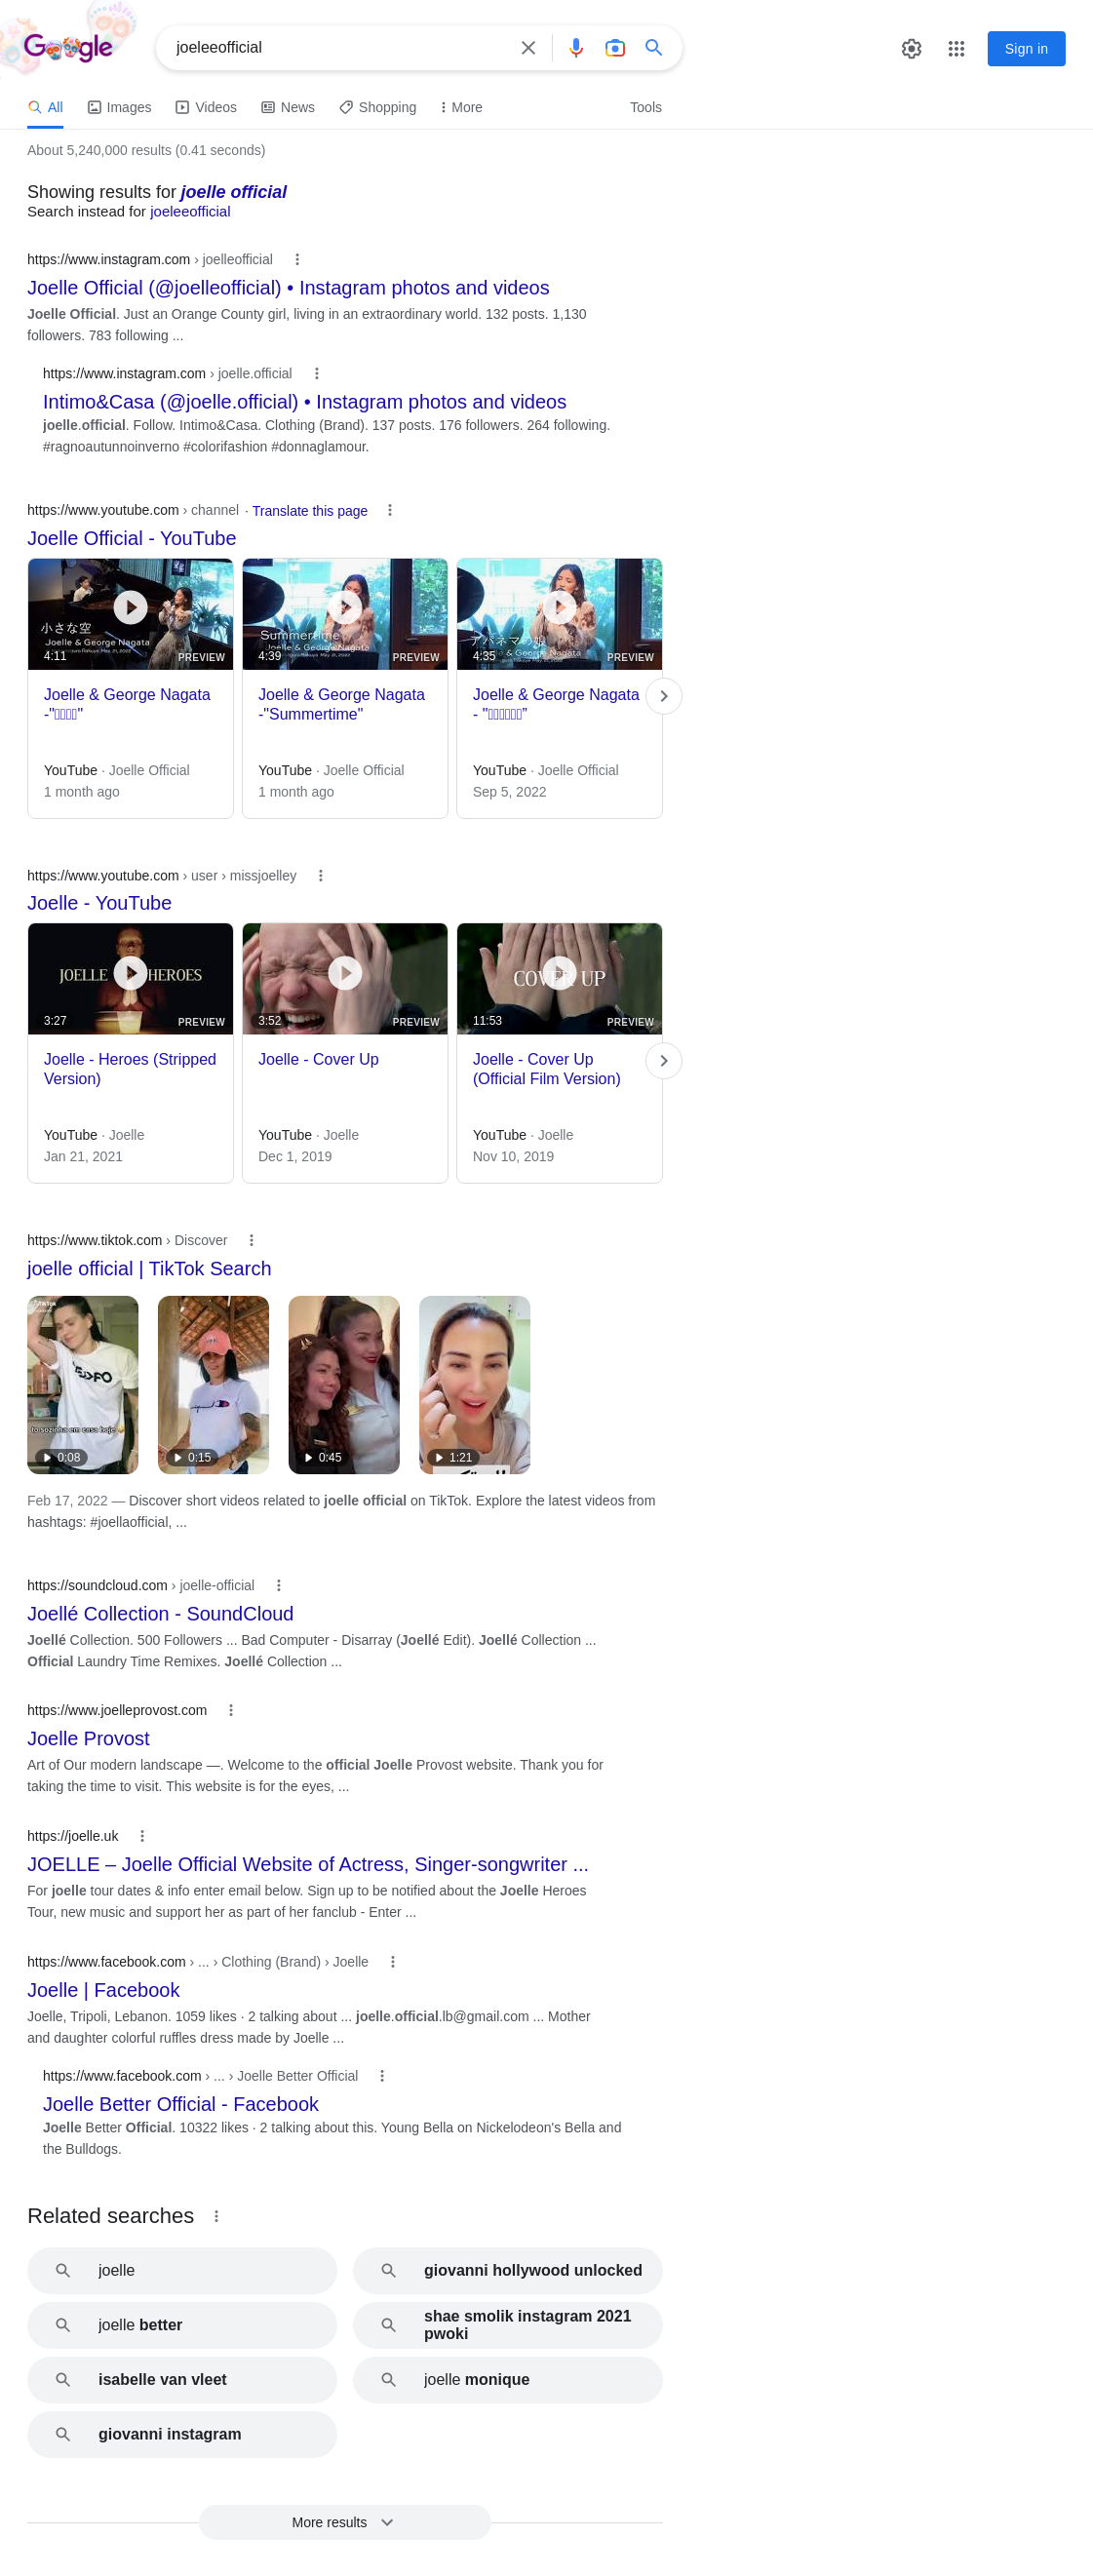 Google
joeleeofficial
Sign in
All
Images
Videos
News
Shopping
More
Tools
About 5,240,000 results (0.41 seconds)
Showing results for joelle official
Search instead for joeleeofficial
https://www.instagram.com › joelleofficial
Joelle Official (@joelleofficial) • Instagram photos and videos
Joelle Official. Just an Orange County girl, living in an extraordinary world. 132 posts. 1,130
followers. 783 following ...
https://www.instagram.com › joelle.official
Intimo&Casa (@joelle.official) • Instagram photos and videos
joelle.official. Follow. Intimo&Casa. Clothing (Brand). 137 posts. 176 followers. 264 following.
#ragnoautunnoinverno #colorifashion #donnaglamour.
https://www.youtube.com › channel · Translate this page
Joelle Official - YouTube
小さな空
Joelle & George Nagata
4:11
PREVIEW
Summertime
Joelle & George Nagata
4:39
PREVIEW
Joelle & George Nagata
4:35
PREVIEW
Joelle & George Nagata
-"▯▯▯▯"
Joelle & George Nagata
-"Summertime"
Joelle & George Nagata
- "▯▯▯▯▯▯”
YouTube · Joelle Official
1 month ago
YouTube · Joelle Official
1 month ago
YouTube · Joelle Official
Sep 5, 2022
https://www.youtube.com › user › missjoelley
Joelle - YouTube
JOELLE HEROES
3:27
PREVIEW
3:52
PREVIEW
COVER UP
11:53
PREVIEW
Joelle - Heroes (Stripped
Version)
Joelle - Cover Up
Joelle - Cover Up
(Official Film Version)
YouTube · Joelle
Jan 21, 2021
YouTube · Joelle
Dec 1, 2019
YouTube · Joelle
Nov 10, 2019
https://www.tiktok.com › Discover
joelle official | TikTok Search
to sozinha em casa hoje
0:08
0:15
0:45
1:21
Feb 17, 2022 — Discover short videos related to joelle official on TikTok. Explore the latest videos from
hashtags: #joellaofficial, ...
https://soundcloud.com › joelle-official
Joellé Collection - SoundCloud
Joellé Collection. 500 Followers ... Bad Computer - Disarray (Joellé Edit). Joellé Collection ...
Official Laundry Time Remixes. Joellé Collection ...
https://www.joelleprovost.com
Joelle Provost
Art of Our modern landscape —. Welcome to the official Joelle Provost website. Thank you for
taking the time to visit. This website is for the eyes, ...
https://joelle.uk
JOELLE – Joelle Official Website of Actress, Singer-songwriter ...
For joelle tour dates & info enter email below. Sign up to be notified about the Joelle Heroes
Tour, new music and support her as part of her fanclub - Enter ...
https://www.facebook.com › ... › Clothing (Brand) › Joelle
Joelle | Facebook
Joelle, Tripoli, Lebanon. 1059 likes · 2 talking about ... joelle.official.lb@gmail.com ... Mother
and daughter colorful ruffles dress made by Joelle ...
https://www.facebook.com › ... › Joelle Better Official
Joelle Better Official - Facebook
Joelle Better Official. 10322 likes · 2 talking about this. Young Bella on Nickelodeon's Bella and
the Bulldogs.
Related searches
joelle
giovanni hollywood unlocked
joelle better
shae smolik instagram 2021
pwoki
isabelle van vleet
joelle monique
giovanni instagram
More results